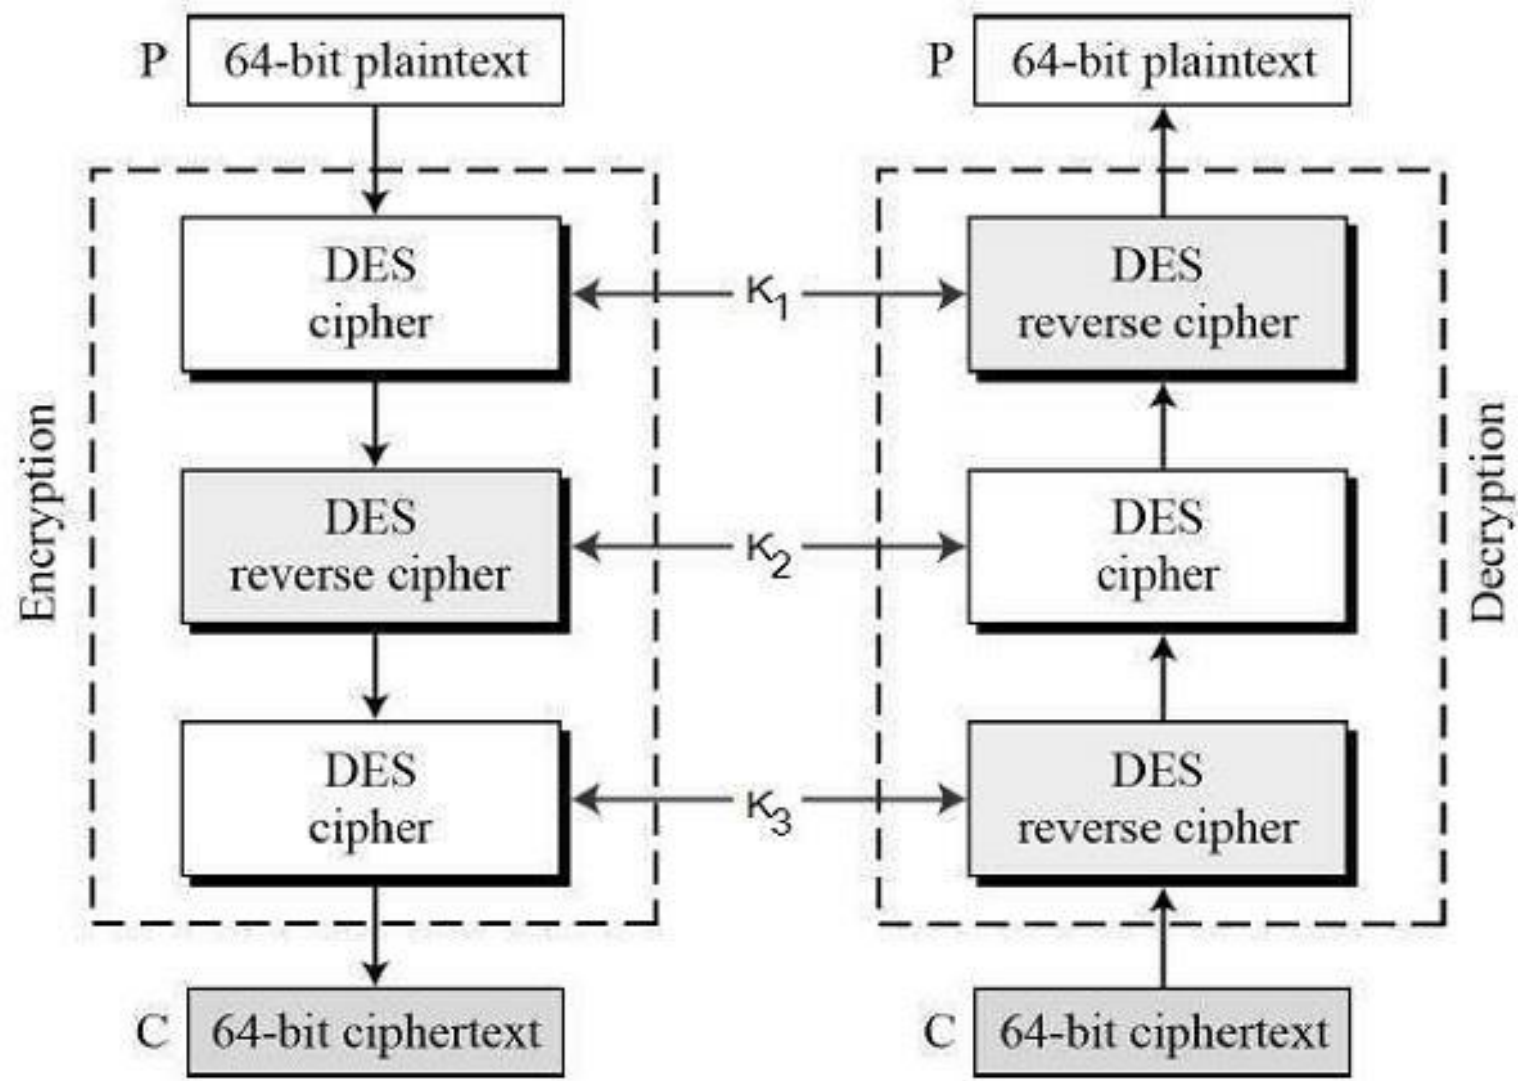 P 64-bit plaintext
P 64-bit plaintext
Encryption
DES
cipher
K1
DES
reverse cipher
DES
reverse cipher
K2
DES
cipher
DES
cipher
K3
DES
reverse cipher
Decryption
C 64-bit ciphertext
C 64-bit ciphertext